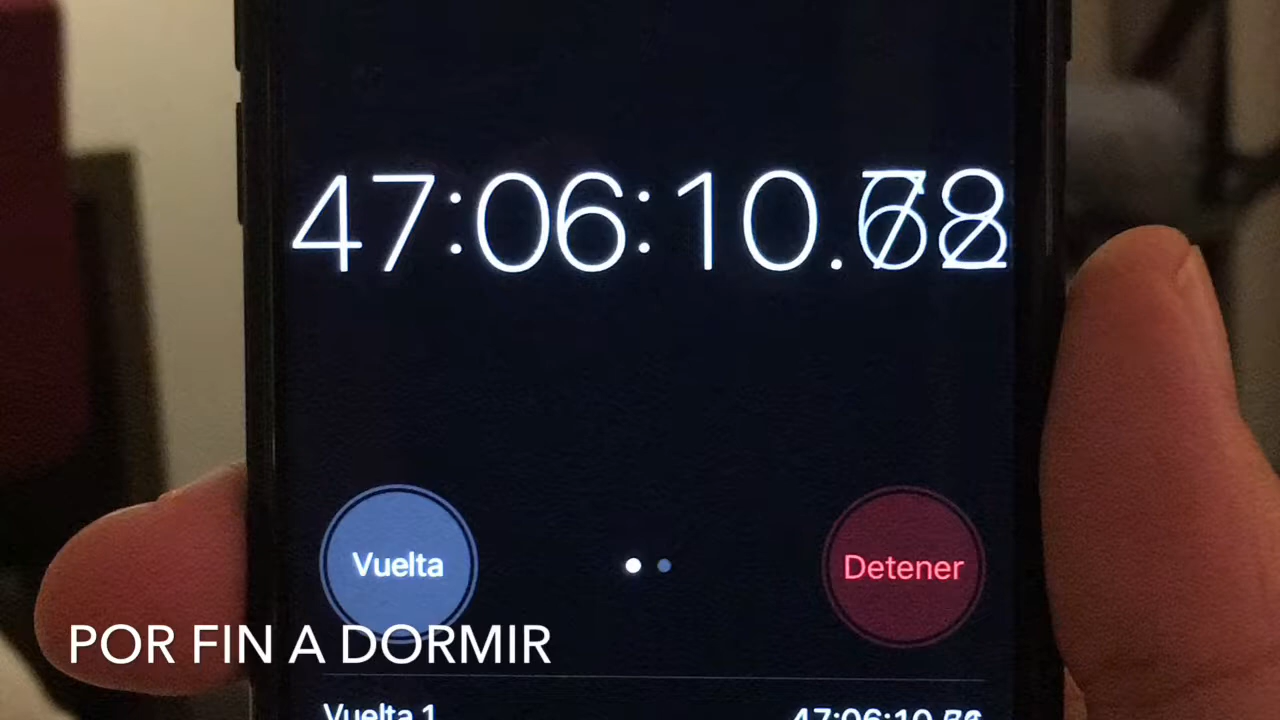 47:06:10.
Vuelta
Detener
POR FIN A DORMIR
Vuelta 1
47:06:10